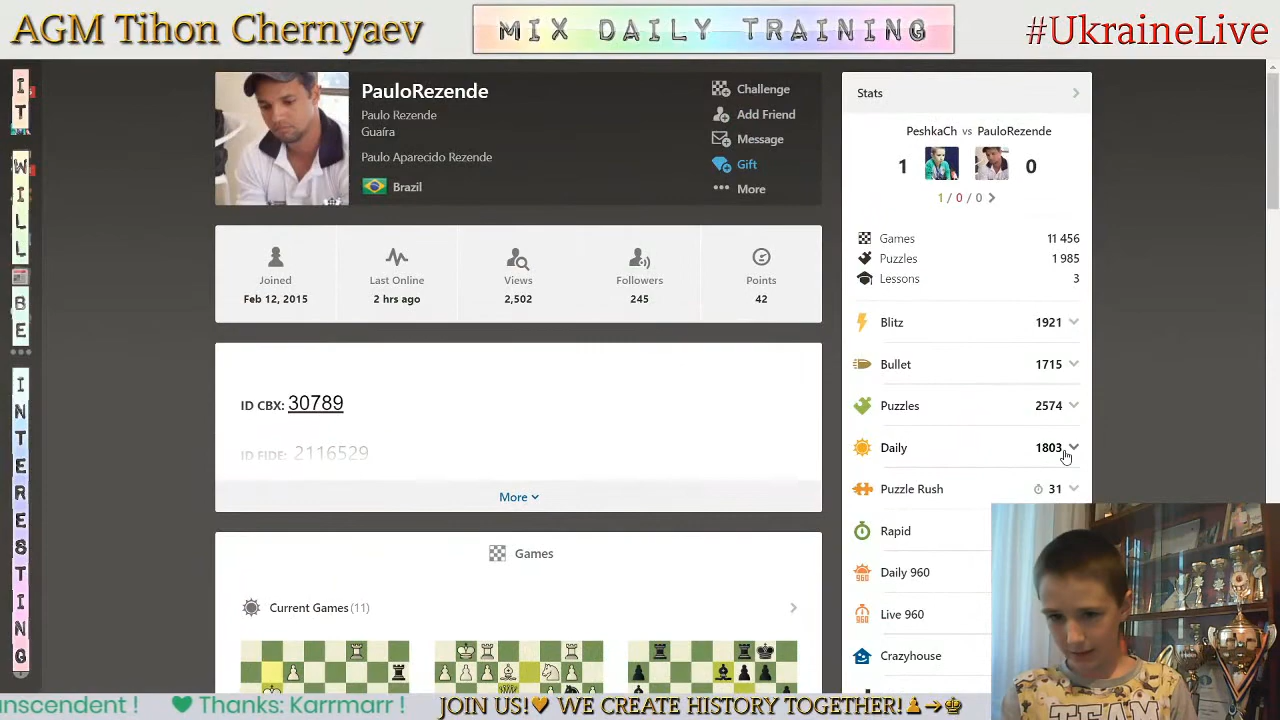 AGM Tihon Chernyaev
MIX DAILY TRAINING
#UkraineLive
IT WILL BE INTERESTING
PauloRezende
Paulo Rezende
Guaíra
Paulo Aparecido Rezende
Brazil
Challenge
Add Friend
Message
Gift
More
Joined
Feb 12, 2015
Last Online
2 hrs ago
Views
2,502
Followers
245
Points
42
ID CBX: 30789
ID FIDE: 2116529
More
Games
Current Games (11)
Stats
PeshkaCh vs PauloRezende
1 0
1 / 0 / 0
Games 11 456
Puzzles 1 985
Lessons 3
Blitz 1921
Bullet 1715
Puzzles 2574
Daily 1803
Puzzle Rush 31
Rapid
960 Daily 960
960 Live 960
Crazyhouse
TEAM
anscendent ! Thanks: Karrmarr ! JOIN US! WE CREATE HISTORY TOGETHER!